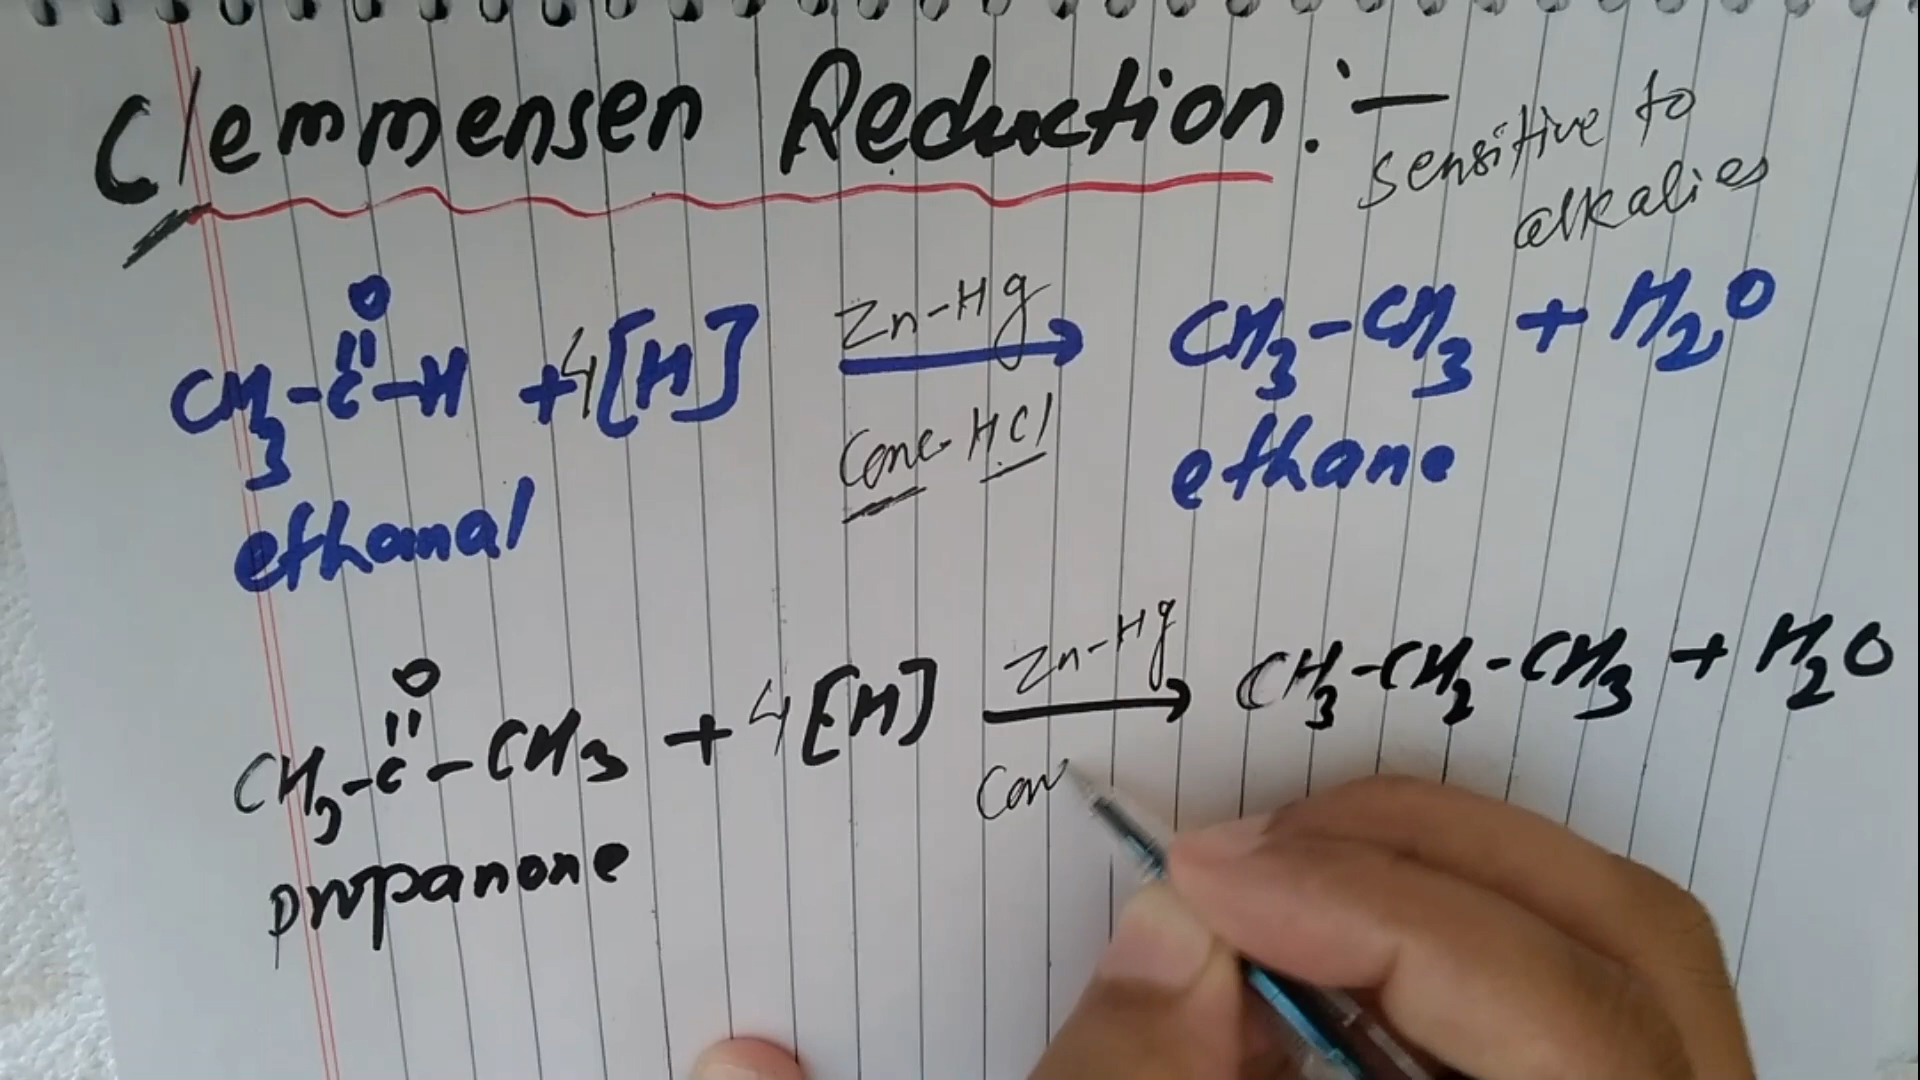 Clemmensen Reduction :-
sensitive to
alkalies
O
CH3-C-H + 4[H] Zn-Hg CH3-CH3 + H2O
Conc. HCl
ethanal ethane
O
CH3-C-CH3 + 4[H] Zn-Hg CH3-CH2-CH3 + H2O
Con
propanone